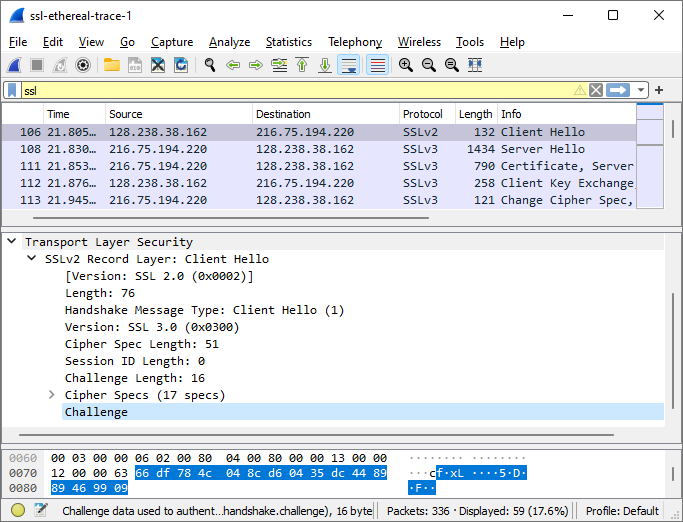 ssl-ethereal-trace-1
File Edit View Go Capture Analyze Statistics Telephony Wireless Tools Help
ssl
Time Source Destination Protocol Length Info
106 21.805… 128.238.38.162 216.75.194.220 SSLv2 132 Client Hello
108 21.830… 216.75.194.220 128.238.38.162 SSLv3 1434 Server Hello
111 21.853… 216.75.194.220 128.238.38.162 SSLv3 790 Certificate, Server
112 21.876… 128.238.38.162 216.75.194.220 SSLv3 258 Client Key Exchange,
113 21.945… 216.75.194.220 128.238.38.162 SSLv3 121 Change Cipher Spec,
Transport Layer Security
SSLv2 Record Layer: Client Hello
[Version: SSL 2.0 (0x0002)]
Length: 76
Handshake Message Type: Client Hello (1)
Version: SSL 3.0 (0x0300)
Cipher Spec Length: 51
Session ID Length: 0
Challenge Length: 16
Cipher Specs (17 specs)
Challenge
0060 00 03 00 00 06 02 00 80 04 00 80 00 00 13 00 00 ········ ········
0070 12 00 00 63 66 df 78 4c 04 8c d6 04 35 dc 44 89 ···cf·xL ····5·D·
0080 89 46 99 09 ·F··
Challenge data used to authent…handshake.challenge), 16 byte Packets: 336 · Displayed: 59 (17.6%) Profile: Default